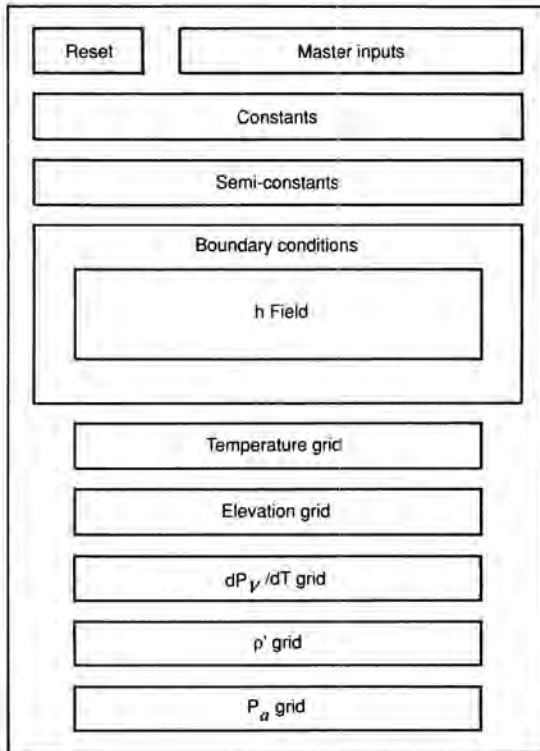 Reset
Master inputs
Constants
Semi-constants
Boundary conditions
h Field
Temperature grid
Elevation grid
dPV/dT grid
ρ' grid
Pa grid